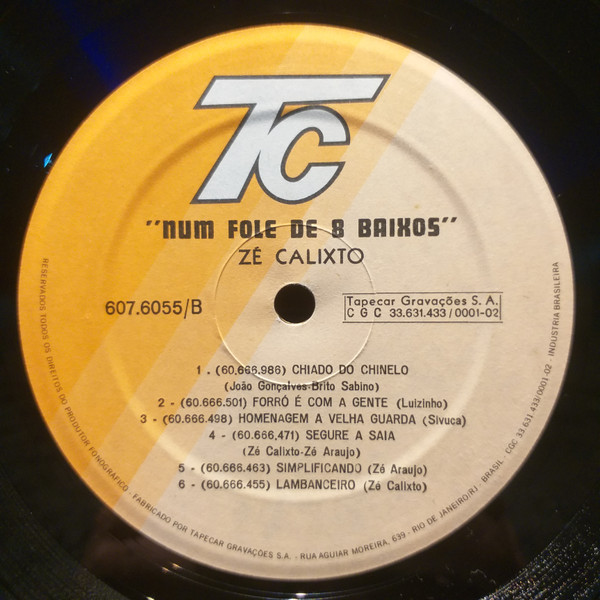 TC
"NUM FOLE DE 8 BAIXOS"
ZÉ CALIXTO
607.6055/B
Tapecar Gravações S.A.
C G C 33.631.433/0001-02
1 - (60.666.986) CHIADO DO CHINELO
(João Gonçalves-Brito Sabino)
2 - (60.666.501) FORRÓ É COM A GENTE (Luizinho)
3 - (60.666.498) HOMENAGEM A VELHA GUARDA (Sivuca)
4 - (60.666,471) SEGURE A SAIA
(Zé Calixto-Zé Araujo)
5 - (60.666.463) SIMPLIFICANDO (Zé Araujo)
6 - (60.666.455) LAMBANCEIRO (Zé Calixto)
RESERVADOS TODOS OS DIREITOS DO PRODUTOR FONOGRÁFICO - FABRICADO POR TAPECAR GRAVAÇÕES S.A. - RUA AGUIAR MOREIRA, 639 - RIO DE JANEIRO/RJ - BRASIL - CGC 33.631.433/0001-02 - INDUSTRIA BRASILEIRA